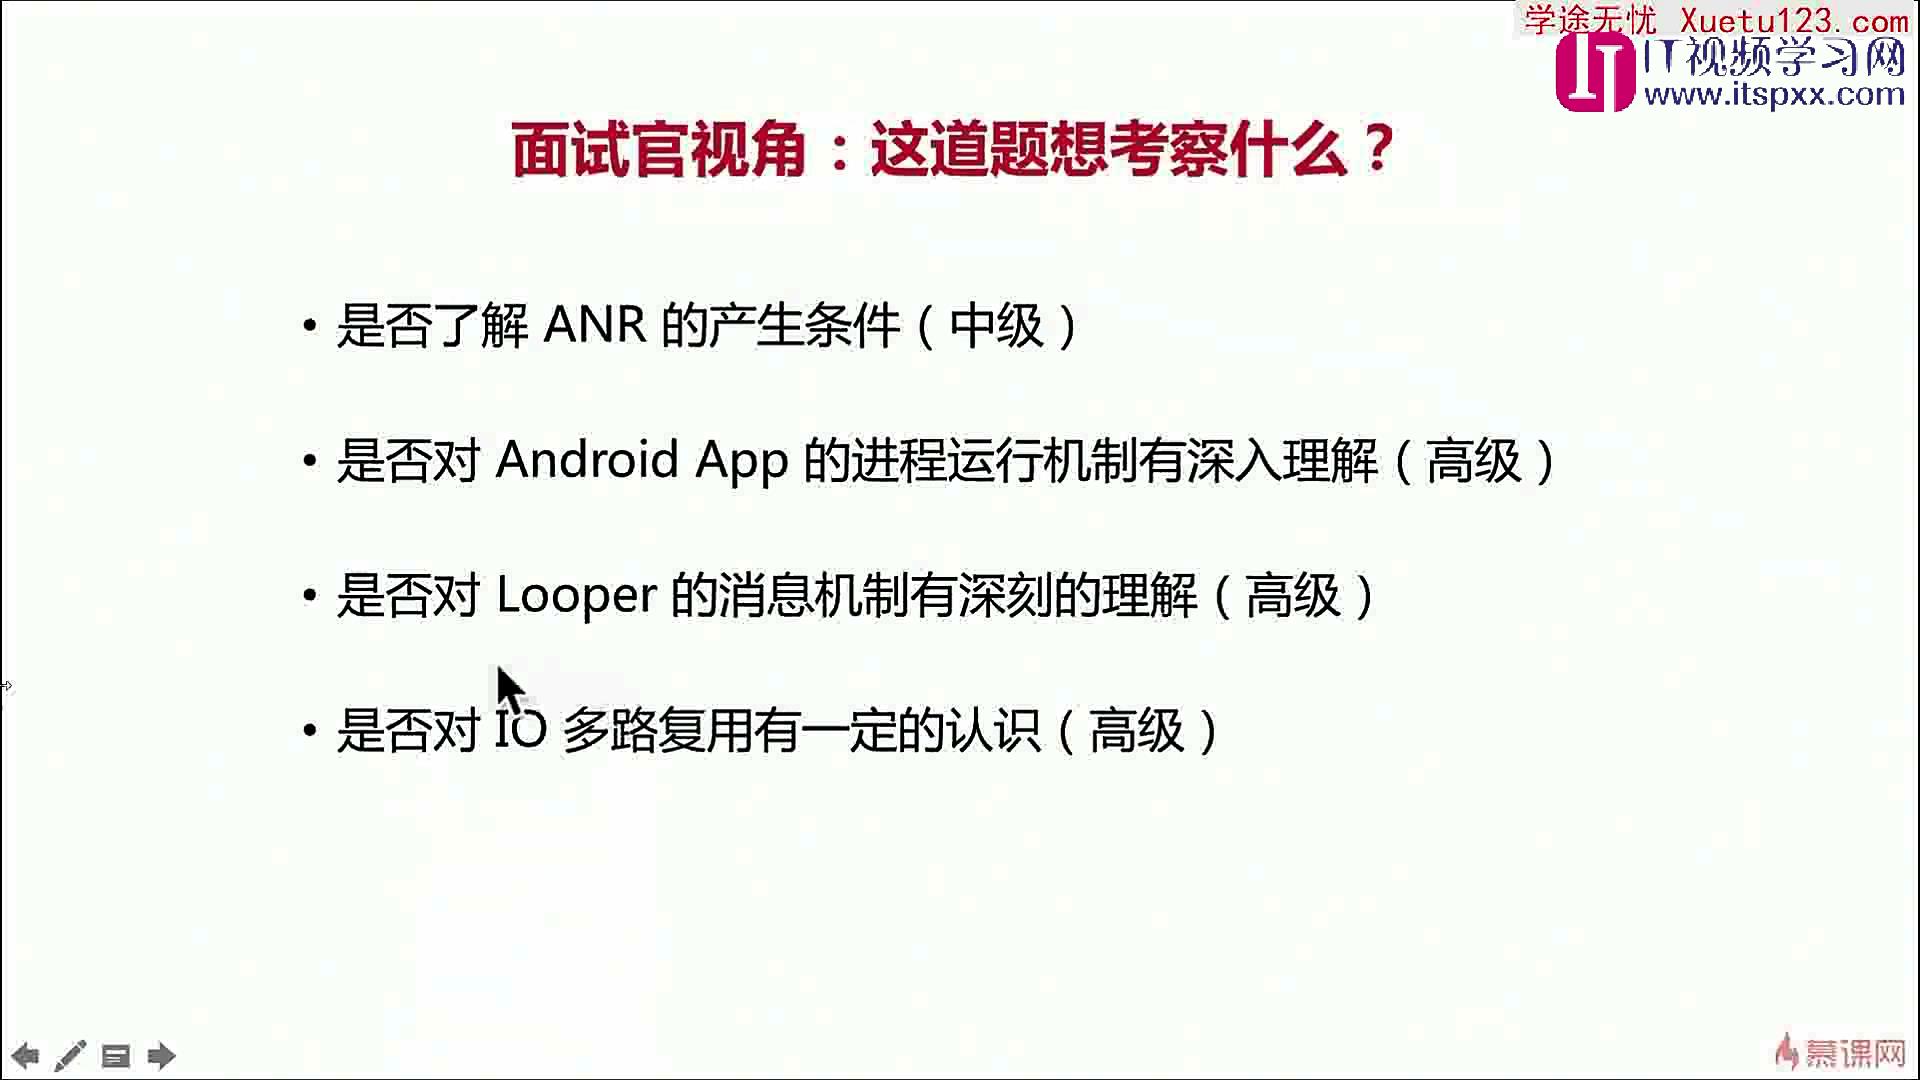 学途无忧 Xuetu123.com
IT视频学习网
www.itspxx.com
面试官视角：这道题想考察什么？
• 是否了解 ANR 的产生条件（中级）
• 是否对 Android App 的进程运行机制有深入理解（高级）
• 是否对 Looper 的消息机制有深刻的理解（高级）
• 是否对 IO 多路复用有一定的认识（高级）
慕课网